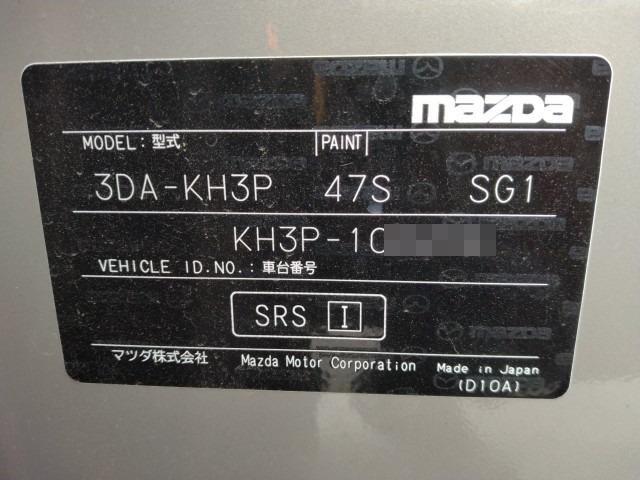 mazda
MODEL: 型式 PAINT
3DA-KH3P 47S SG1
KH3P-10
VEHICLE ID.NO.: 車台番号
SRS I
マツダ株式会社 Mazda Motor Corporation Made in Japan
(D10A)